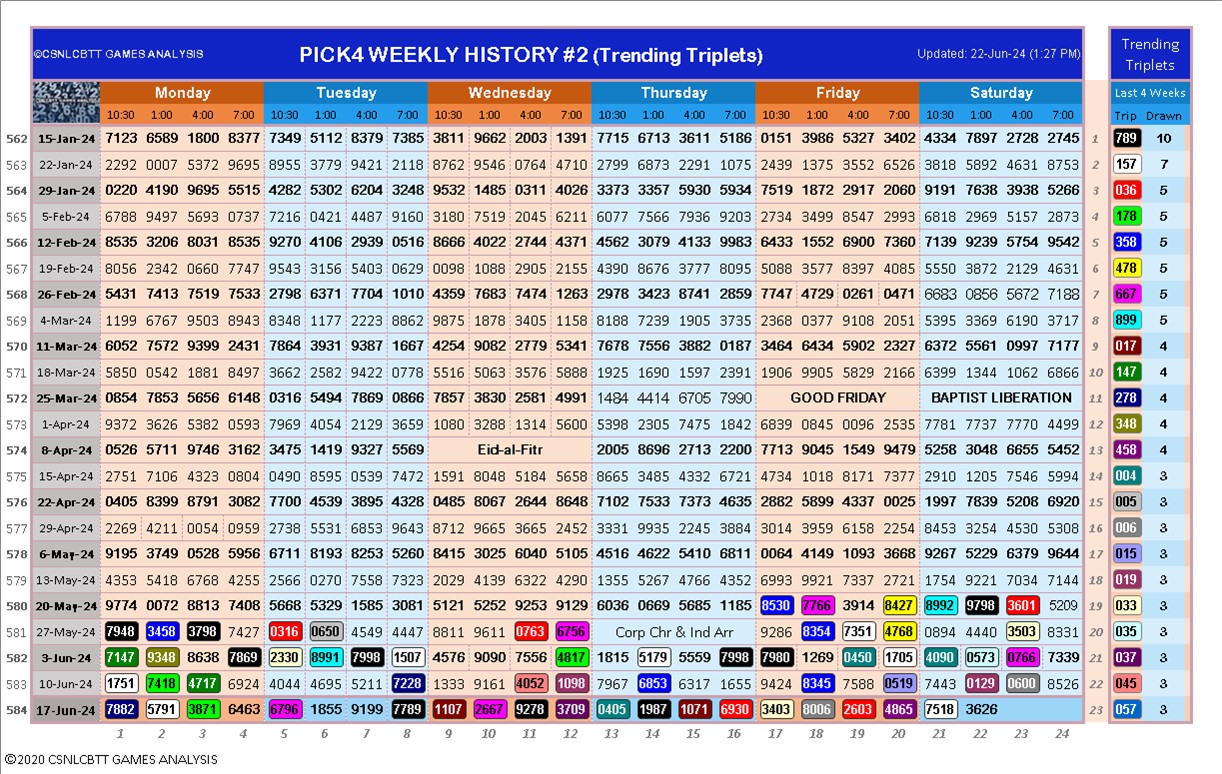 ©CSNLCBTT GAMES ANALYSIS PICK4 WEEKLY HISTORY #2 (Trending Triplets) Updated: 22-Jun-24 (1:27 PM) Trending Triplets
Monday Tuesday Wednesday Thursday Friday Saturday Last 4 Weeks
10:30 1:00 4:00 7:00 10:30 1:00 4:00 7:00 10:30 1:00 4:00 7:00 10:30 1:00 4:00 7:00 10:30 1:00 4:00 7:00 10:30 1:00 4:00 7:00 Trip Drawn
562 15-Jan-24 7123 6589 1800 8377 7349 5112 8379 7385 3811 9662 2003 1391 7715 6713 3611 5186 0151 3986 5327 3402 4334 7897 2728 2745 1 789 10
563 22-Jan-24 2292 0007 5372 9695 8955 3779 9421 2118 9762 9546 0764 4710 2799 6873 2291 1075 2439 1375 3552 6526 3818 5892 4631 8753 2 157 7
564 29-Jan-24 0220 4190 9695 5515 4282 5302 6204 3248 9532 1485 0311 4026 3373 3357 5930 5934 7519 1872 2917 2060 9191 7638 3938 5266 3 036 5
565 5-Feb-24 6788 9497 5693 0737 7216 0421 4487 9160 3180 7519 2045 6211 6077 7566 7936 9203 2734 3499 8547 2993 6818 2969 5157 2873 4 178 5
566 12-Feb-24 8535 3206 8031 8535 9270 4106 2939 0516 8666 4022 2744 4371 4562 3079 4133 9983 6433 1552 6900 7360 7139 9239 5754 9542 5 358 5
567 19-Feb-24 8056 2342 0660 7747 9543 3156 5403 0629 0098 1088 2905 2155 4390 8676 3777 8095 5088 3577 8397 4085 5550 3872 2129 4631 6 478 5
568 26-Feb-24 5431 7413 7519 7533 2798 6371 7704 1010 4359 7683 7474 1263 2978 3423 8741 2859 7747 4729 0261 0471 6683 0856 5672 7188 7 667 5
569 4-Mar-24 1199 6767 9503 8943 8348 1177 2223 8862 9875 1878 3405 1158 8188 7239 1905 3735 2368 0377 9108 2051 5395 3369 6190 3717 8 899 5
570 11-Mar-24 6052 7572 9399 2431 7864 3931 9387 1667 4254 9082 2779 5341 7678 7556 3882 0187 3464 6434 5902 2327 6372 5561 0997 7177 9 017 4
571 18-Mar-24 5850 0542 1881 8497 3662 2582 9422 0778 5516 5063 3576 5888 1925 1690 1597 2391 1906 9905 5829 2166 6399 1344 1062 6866 10 147 4
572 25-Mar-24 0854 7853 5656 6148 0316 5494 7869 0886 7857 3830 2581 4991 1484 4414 6705 7990 GOOD FRIDAY BAPTIST LIBERATION 11 278 4
573 1-Apr-24 9372 3626 5382 0593 7969 4054 2129 3659 1080 3288 1314 5600 5398 2305 7475 1842 6839 0845 0096 2535 7781 7737 7770 4499 12 348 4
574 8-Apr-24 0526 5711 9746 3162 3475 1419 9327 5569 Eid-al-Fitr 2005 8696 2713 2200 7713 9045 1549 9479 5258 3048 6655 5452 13 458 4
575 15-Apr-24 2751 7106 4323 0804 0490 8595 0539 7472 1591 8048 5184 5658 8665 3485 4332 6721 4734 1018 8171 7377 2910 1205 7546 5994 14 004 3
576 22-Apr-24 0405 8399 8791 3082 7700 4539 3895 4328 0485 8067 2644 8648 7102 7533 7373 4635 2882 5899 4337 0025 1997 7839 5208 6920 15 005 3
577 29-Apr-24 2269 4211 0054 0959 2738 5531 6853 9643 0712 9665 3665 2452 3331 9935 2245 3884 3014 3959 6158 2254 8453 3254 4530 5308 16 006 3
578 6-May-24 9195 3749 0528 5956 6711 8193 8253 5260 8415 3025 6040 5105 4516 4622 5410 6811 0064 4149 1093 3668 9267 5229 6379 9644 17 015 3
579 13-May-24 4353 5418 6768 4255 2566 0270 7558 7323 2029 4139 6322 4290 1355 5267 4766 4352 6993 9921 7337 2721 1754 9221 7034 7144 18 019 3
580 20-May-24 9774 0072 8813 7408 5668 5329 1585 3081 5121 5252 9253 9129 6036 0669 5685 1185 8530 7766 3914 8427 8992 9798 3601 5209 19 033 3
581 27-May-24 7948 3458 3798 7427 0316 0650 4549 4447 8811 9611 0763 6756 Corp Chr & Ind Arr 9286 8354 7351 4768 0894 4440 3503 8331 20 035 3
582 3-Jun-24 7147 9348 8638 7869 2330 8991 7998 1507 4576 9090 7556 4817 1815 5179 5559 7998 7980 1269 0450 1705 4090 0573 0766 7339 21 037 3
583 10-Jun-24 1751 7418 4717 6924 4044 4695 5211 7228 1333 9161 4052 1098 7967 6853 6317 1655 9424 8345 7588 0519 7443 0129 0600 8526 22 045 3
584 17-Jun-24 7882 5791 3871 6463 6796 1855 9199 7789 1107 2667 9278 3709 0405 1987 1071 6930 3403 8006 2603 4865 7518 3626 23 057 3
1 2 3 4 5 6 7 8 9 10 11 12 13 14 15 16 17 18 19 20 21 22 23 24
©2020 CSNLCBTT GAMES ANALYSIS